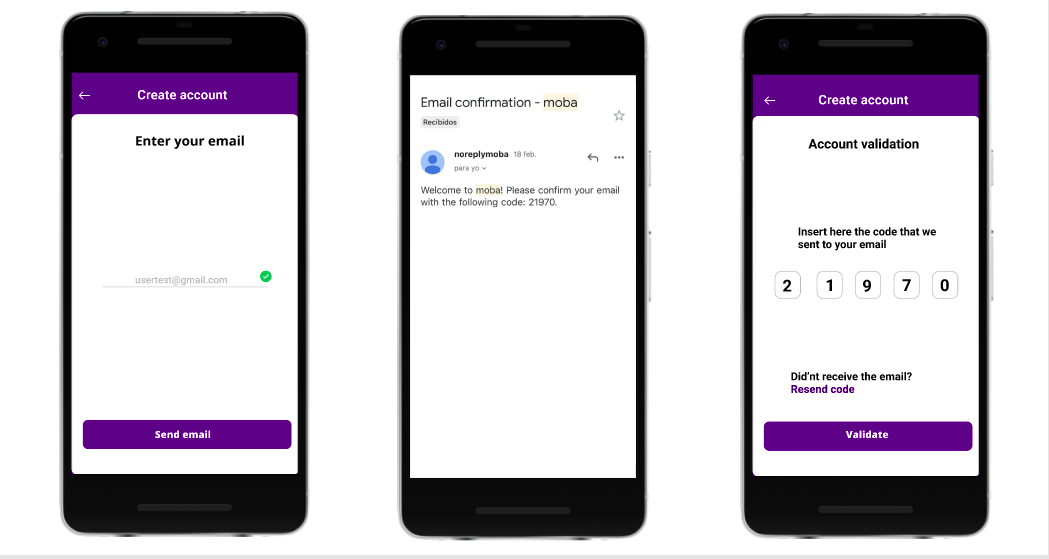 Create account
Enter your email
usertest@gmail.com
Send email
Email confirmation - moba
Recibidos
noreplymoba 18 feb.
para yo
Welcome to moba! Please confirm your email
with the following code: 21970.
Create account
Account validation
Insert here the code that we
sent to your email
2 1 9 7 0
Did'nt receive the email?
Resend code
Validate